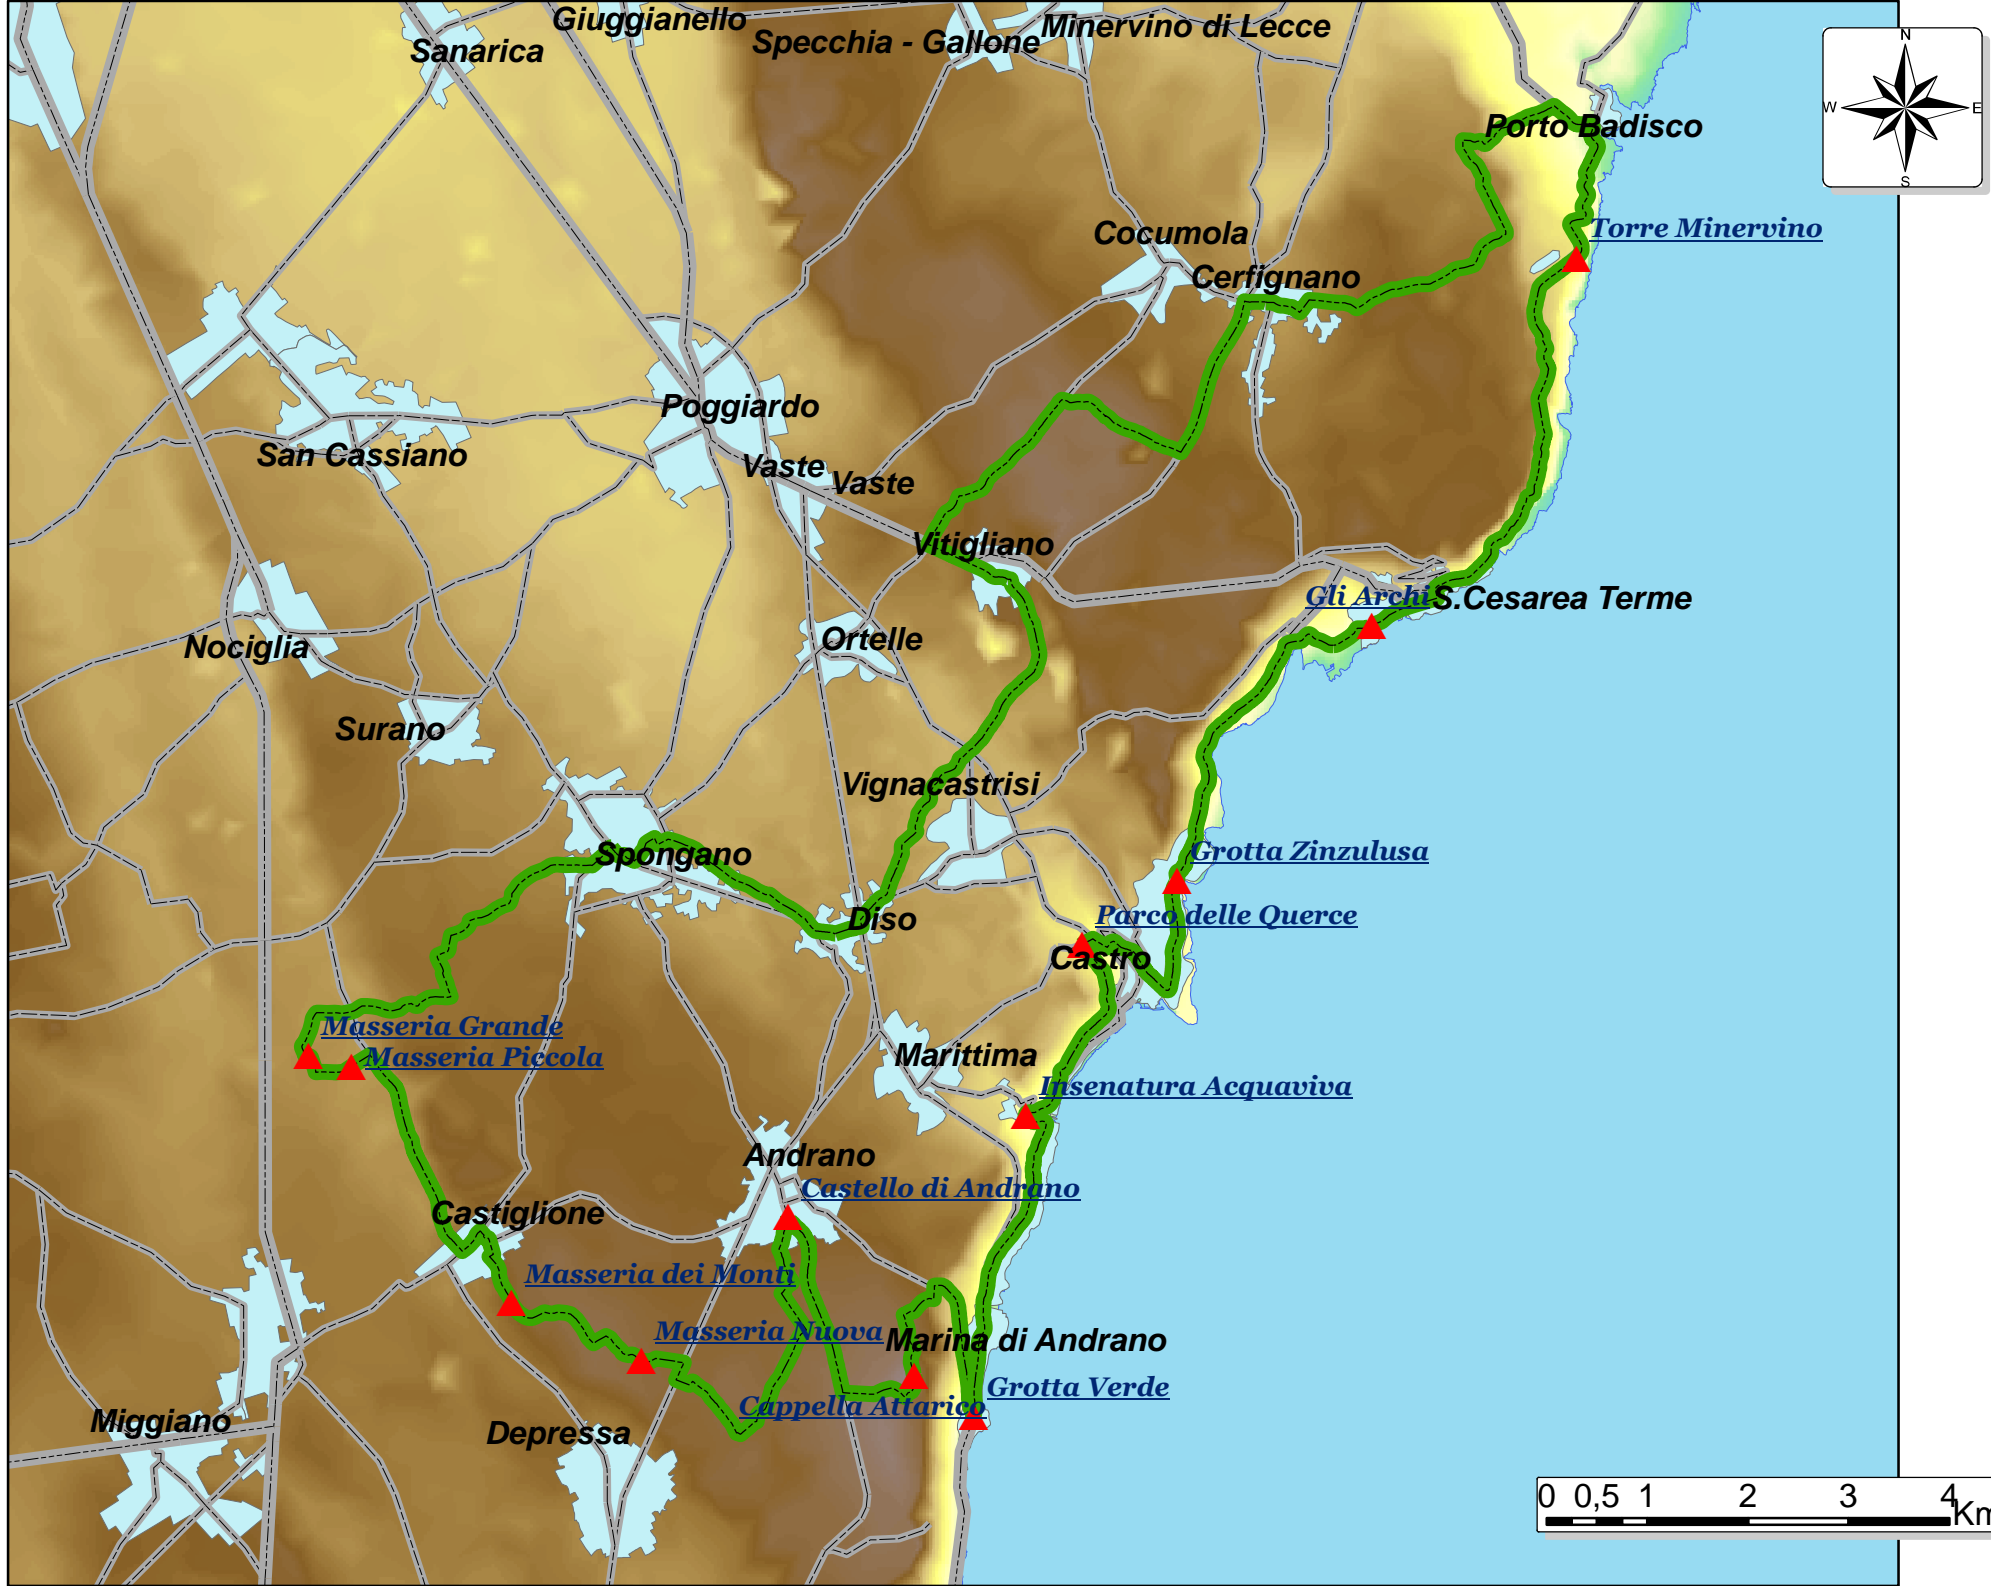 Giuggianello
Sanarica
Specchia - Gallone
Minervino di Lecce
N
W
E
S
Porto Badisco
Torre Minervino
Cocumola
Cerfignano
Poggiardo
San Cassiano
Vaste
Vaste
Vitigliano
Gli Archi
S.Cesarea Terme
Nociglia
Ortelle
Surano
Vignacastrisi
Spongano
Grotta Zinzulusa
Diso
Parco delle Querce
Castro
Masseria Grande
Masseria Piccola
Marittima
Insenatura Acquaviva
Andrano
Castello di Andrano
Castiglione
Masseria dei Monti
Masseria Nuova
Marina di Andrano
Grotta Verde
Cappella Attarico
Miggiano
Depressa
0 0,5 1 2 3 4
Km